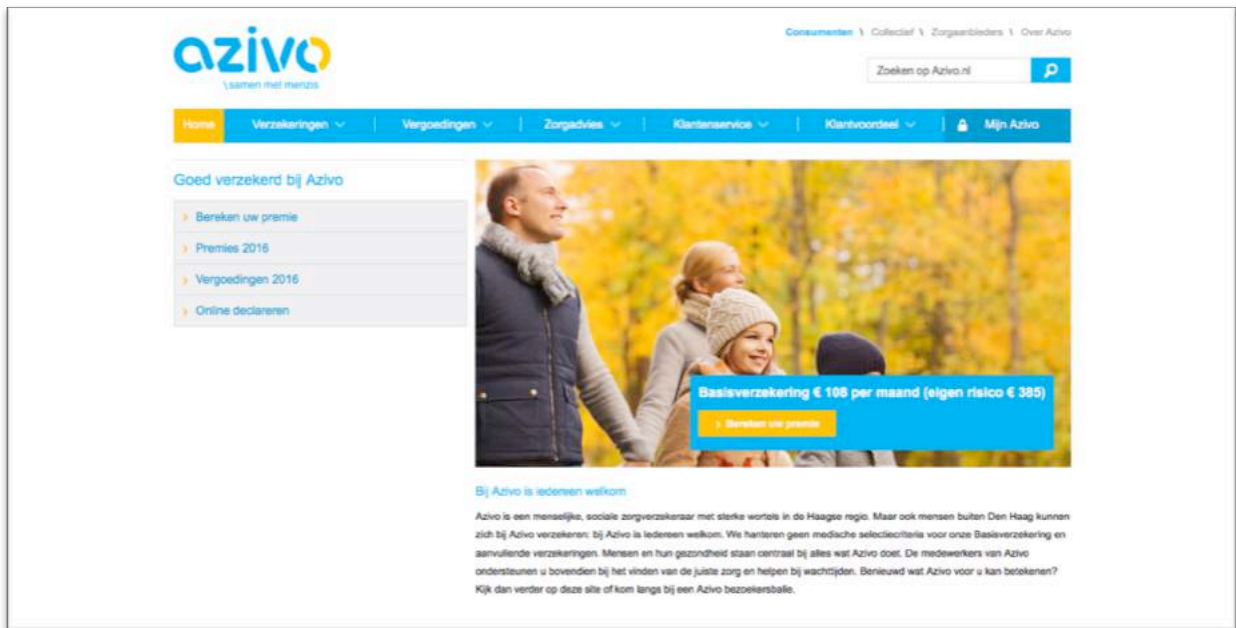 azivo
\ samen met menzis
Consumenten \ Collectief \ Zorgaanbieders \ Over Azivo
Zoeken op Azivo.nl
Home Verzekeringen | Vergoedingen | Zorgadvies | Klantenservice | Klantvoordeel | Mijn Azivo
Goed verzekerd bij Azivo
> Bereken uw premie
> Premies 2016
> Vergoedingen 2016
> Online declareren
Basisverzekering € 108 per maand (eigen risico € 385)
> Bereken uw premie
Bij Azivo is iedereen welkom
Azivo is een menselijke, sociale zorgverzekeraar met sterke wortels in de Haagse regio. Maar ook mensen buiten Den Haag kunnen
zich bij Azivo verzekeren: bij Azivo is iedereen welkom. We hanteren geen medische selectiecriteria voor onze Basisverzekering en
aanvullende verzekeringen. Mensen en hun gezondheid staan centraal bij alles wat Azivo doet. De medewerkers van Azivo
ondersteunen u bovendien bij het vinden van de juiste zorg en helpen bij wachttijden. Benieuwd wat Azivo voor u kan betekenen?
Kijk dan verder op deze site of kom langs bij een Azivo bezoekersbalie.